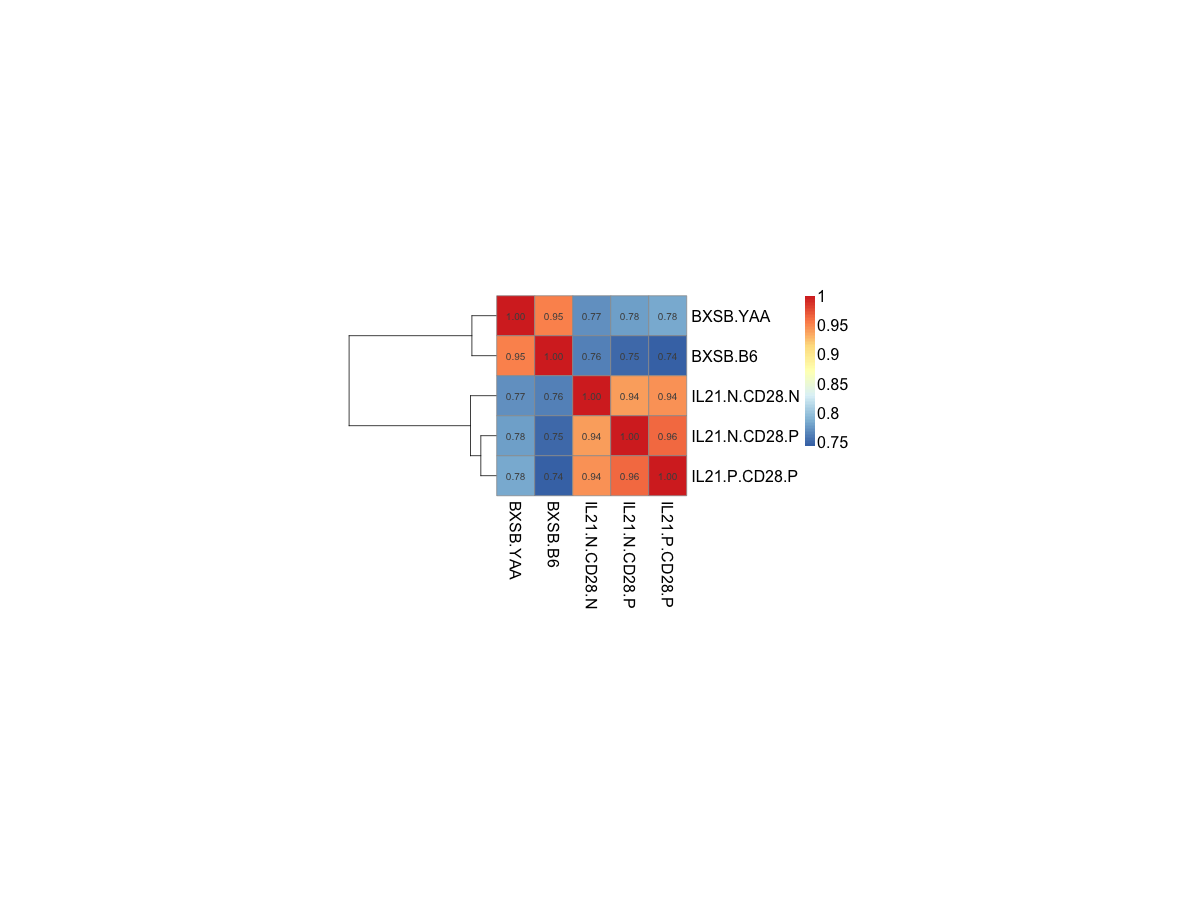 1.00 0.95 0.77 0.78 0.78 BXSB.YAA
0.95 1.00 0.76 0.75 0.74 BXSB.B6
0.77 0.76 1.00 0.94 0.94 IL21.N.CD28.N
0.78 0.75 0.94 1.00 0.96 IL21.N.CD28.P
0.78 0.74 0.94 0.96 1.00 IL21.P.CD28.P
BXSB.YAA
BXSB.B6
IL21.N.CD28.N
IL21.N.CD28.P
IL21.P.CD28.P
1
0.95
0.9
0.85
0.8
0.75